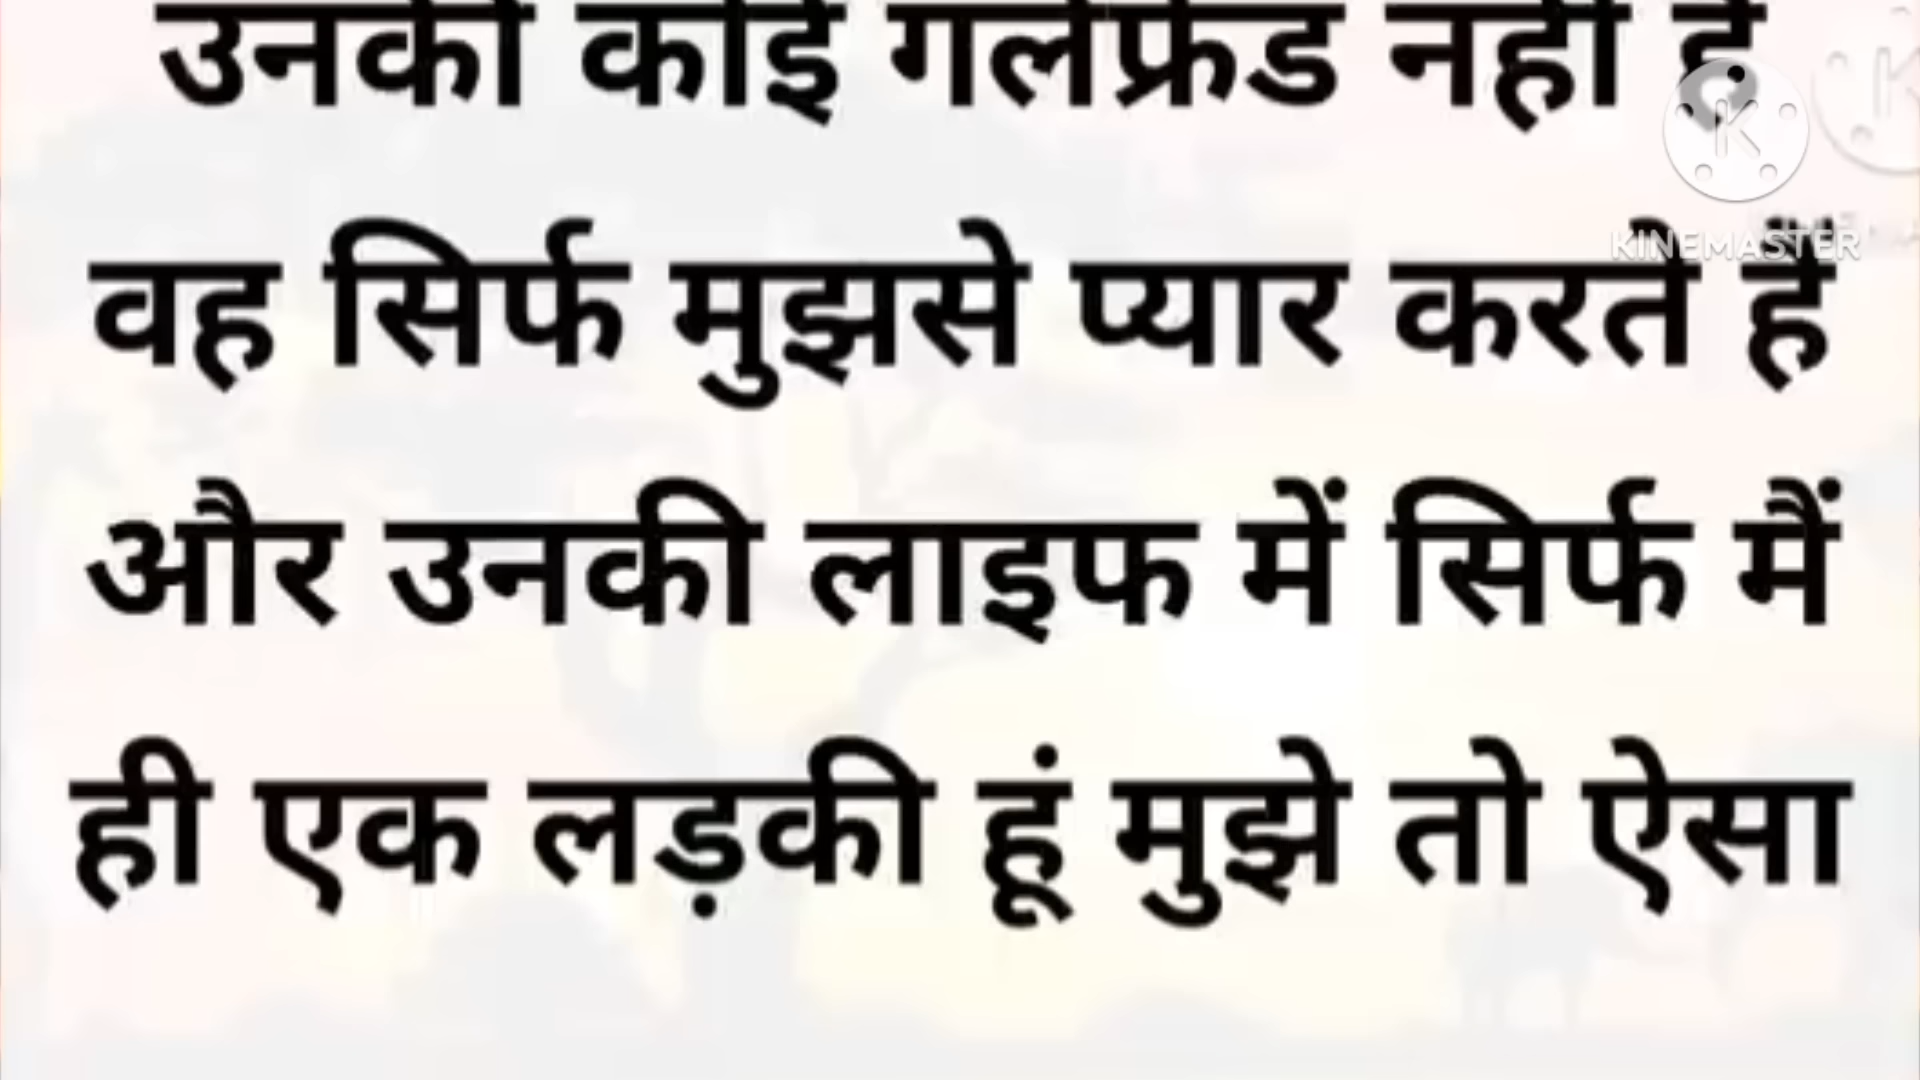 उनकी कोई गर्लफ्रेंड नहीं है
वह सिर्फ मुझसे प्यार करते हैं
और उनकी लाइफ में सिर्फ मैं
ही एक लड़की हूं मुझे तो ऐसा
KINEMASTER